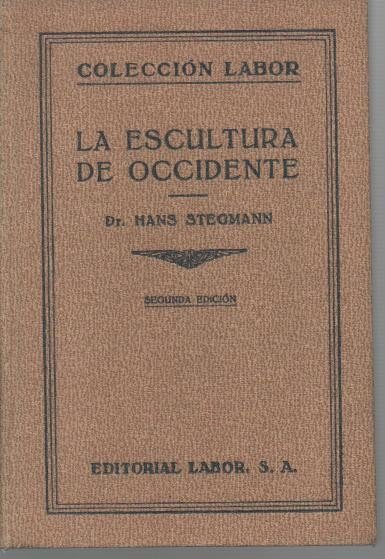 COLECCIÓN LABOR
LA ESCULTURA
DE OCCIDENTE
Dr. HANS STEGMANN
SEGUNDA EDICIÓN
EDITORIAL LABOR, S. A.